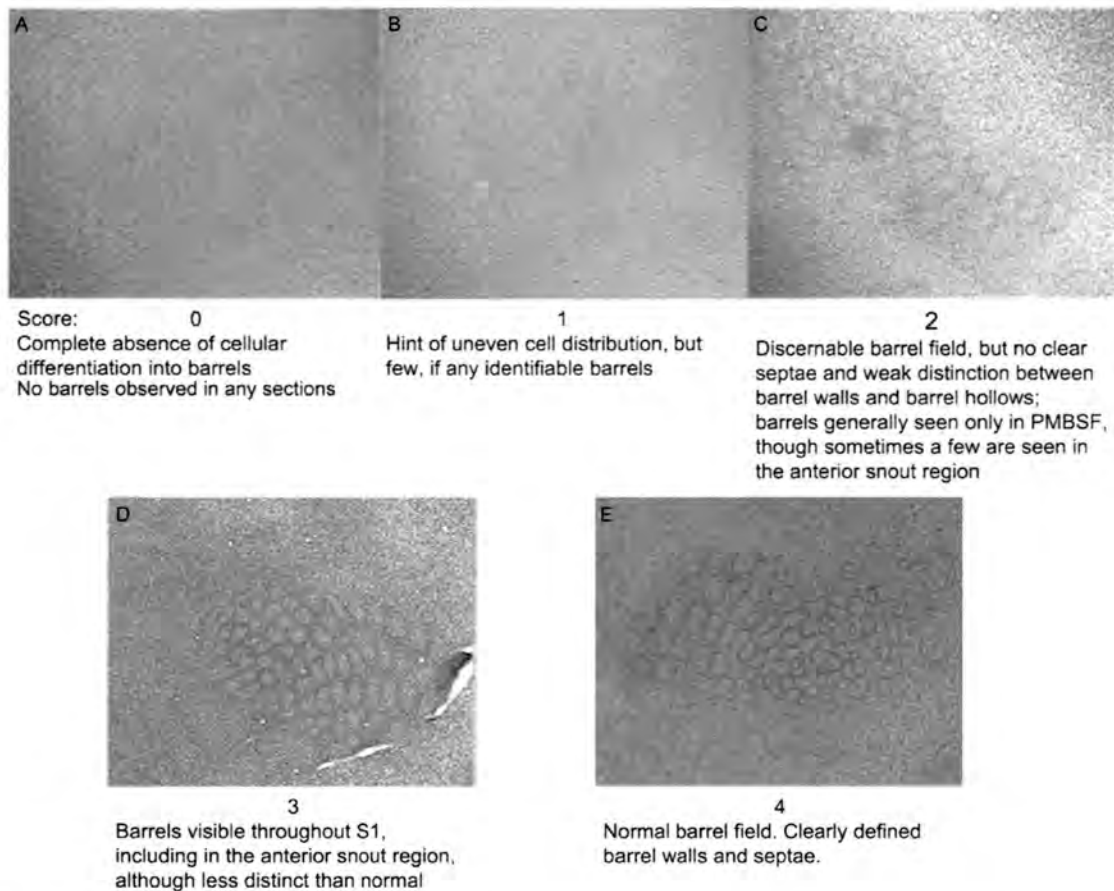 A
B
C
Score: 0
Complete absence of cellular
differentiation into barrels
No barrels observed in any sections
1
Hint of uneven cell distribution, but
few, if any identifiable barrels
2
Discernable barrel field, but no clear
septae and weak distinction between
barrel walls and barrel hollows;
barrels generally seen only in PMBSF,
though sometimes a few are seen in
the anterior snout region
D
E
3
Barrels visible throughout S1,
including in the anterior snout region,
although less distinct than normal
4
Normal barrel field. Clearly defined
barrel walls and septae.